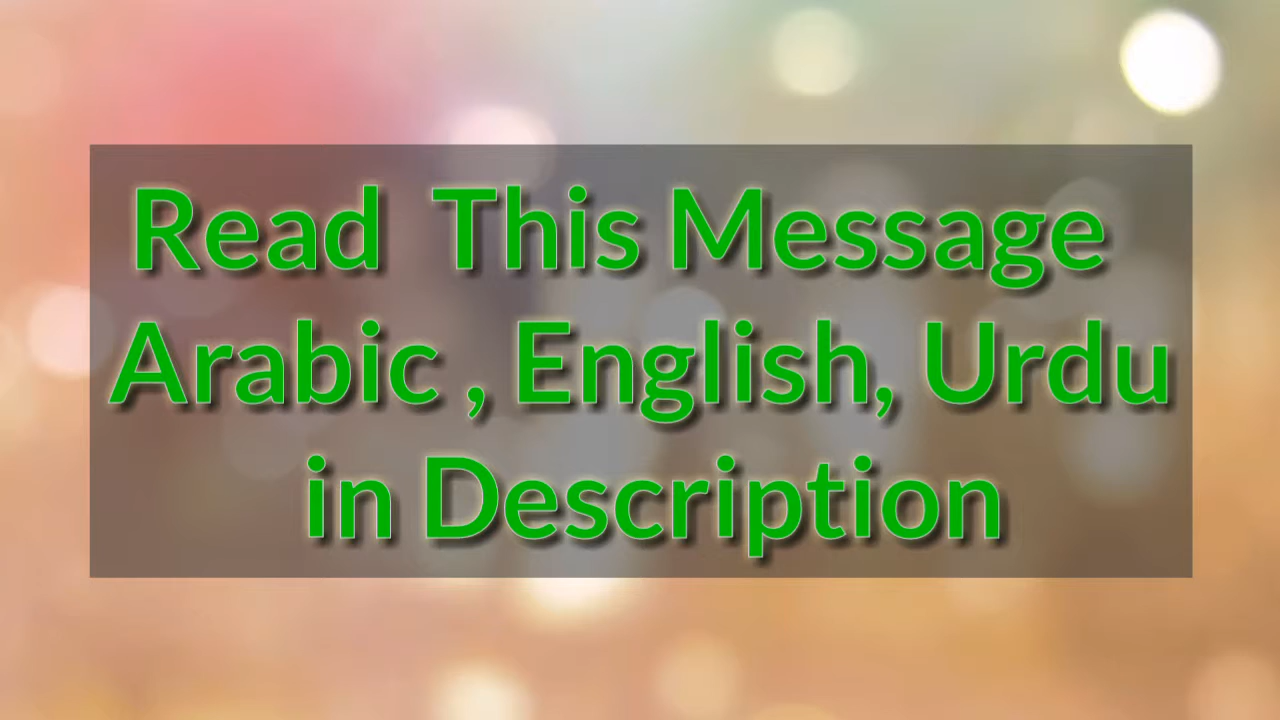 Read This Message
Arabic , English, Urdu
in Description